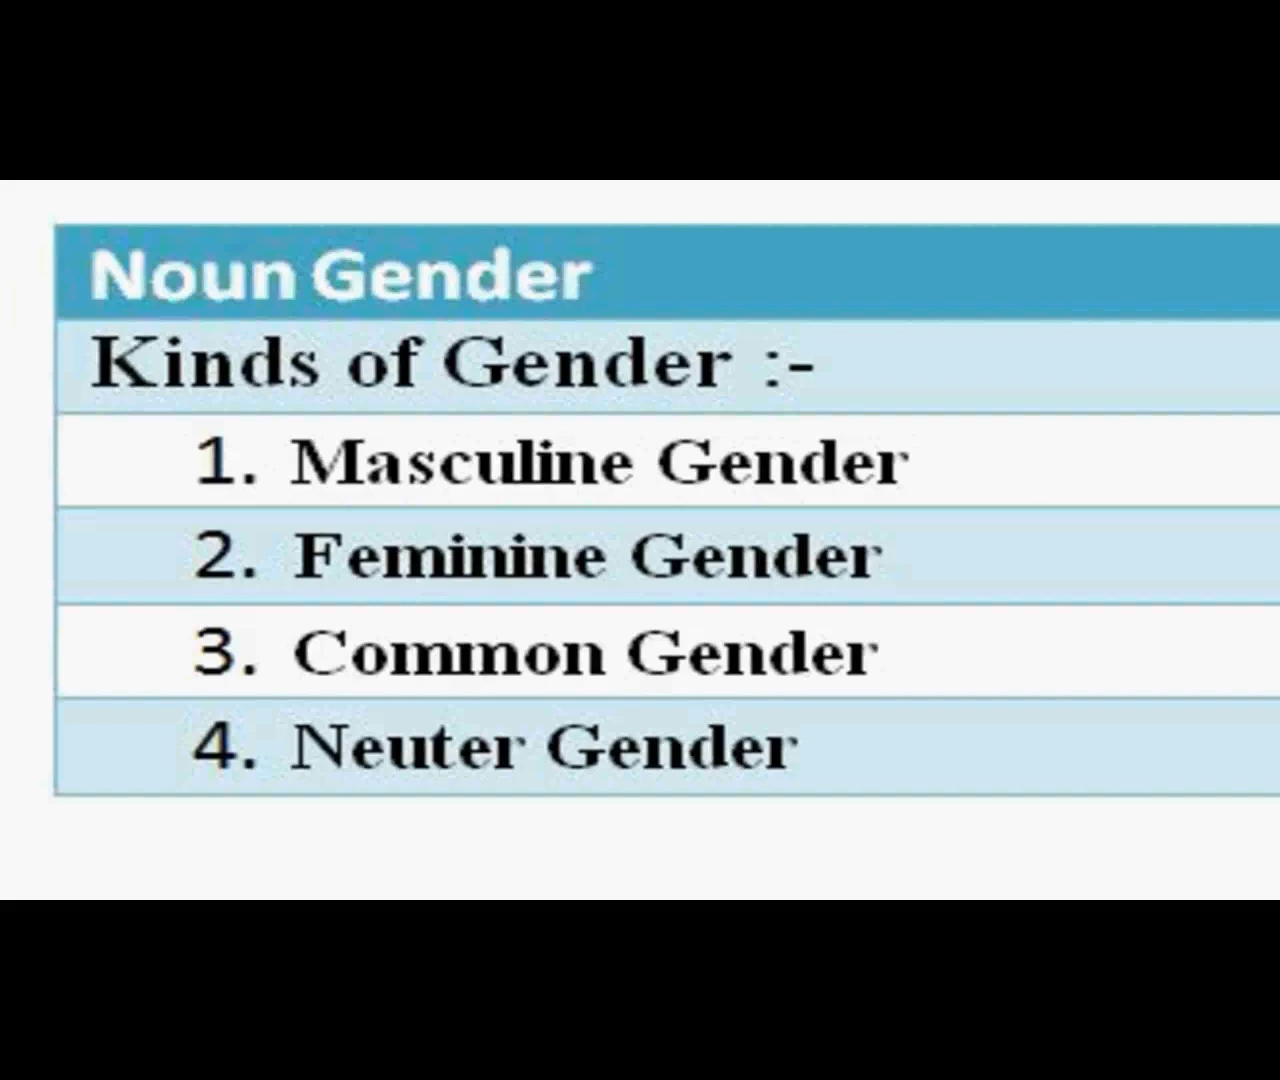 Noun Gender
Kinds of Gender :-
1. Masculine Gender
2. Feminine Gender
3. Common Gender
4. Neuter Gender